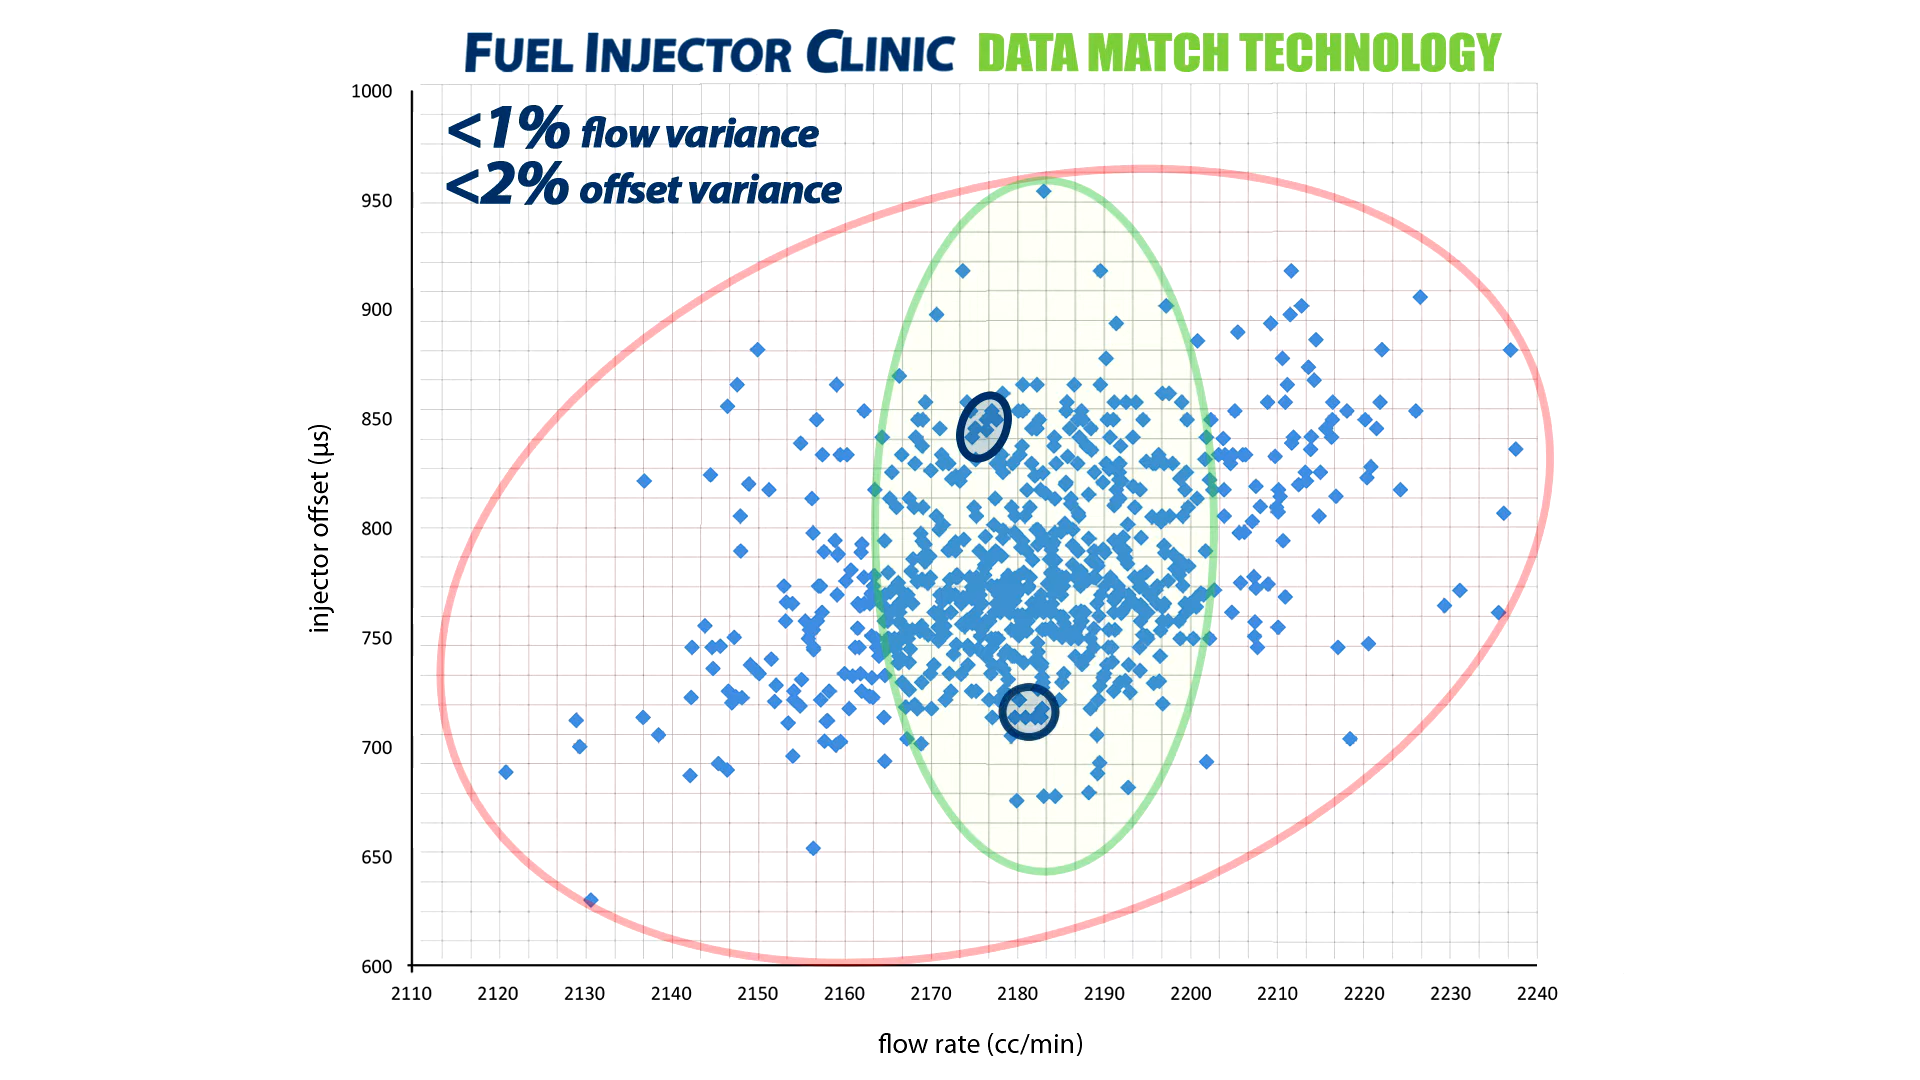 FUEL INJECTOR CLINIC DATA MATCH TECHNOLOGY
<1% flow variance
<2% offset variance
1000
950
900
850
800
750
700
650
600
injector offset (µs)
2110 2120 2130 2140 2150 2160 2170 2180 2190 2200 2210 2220 2230 2240
flow rate (cc/min)